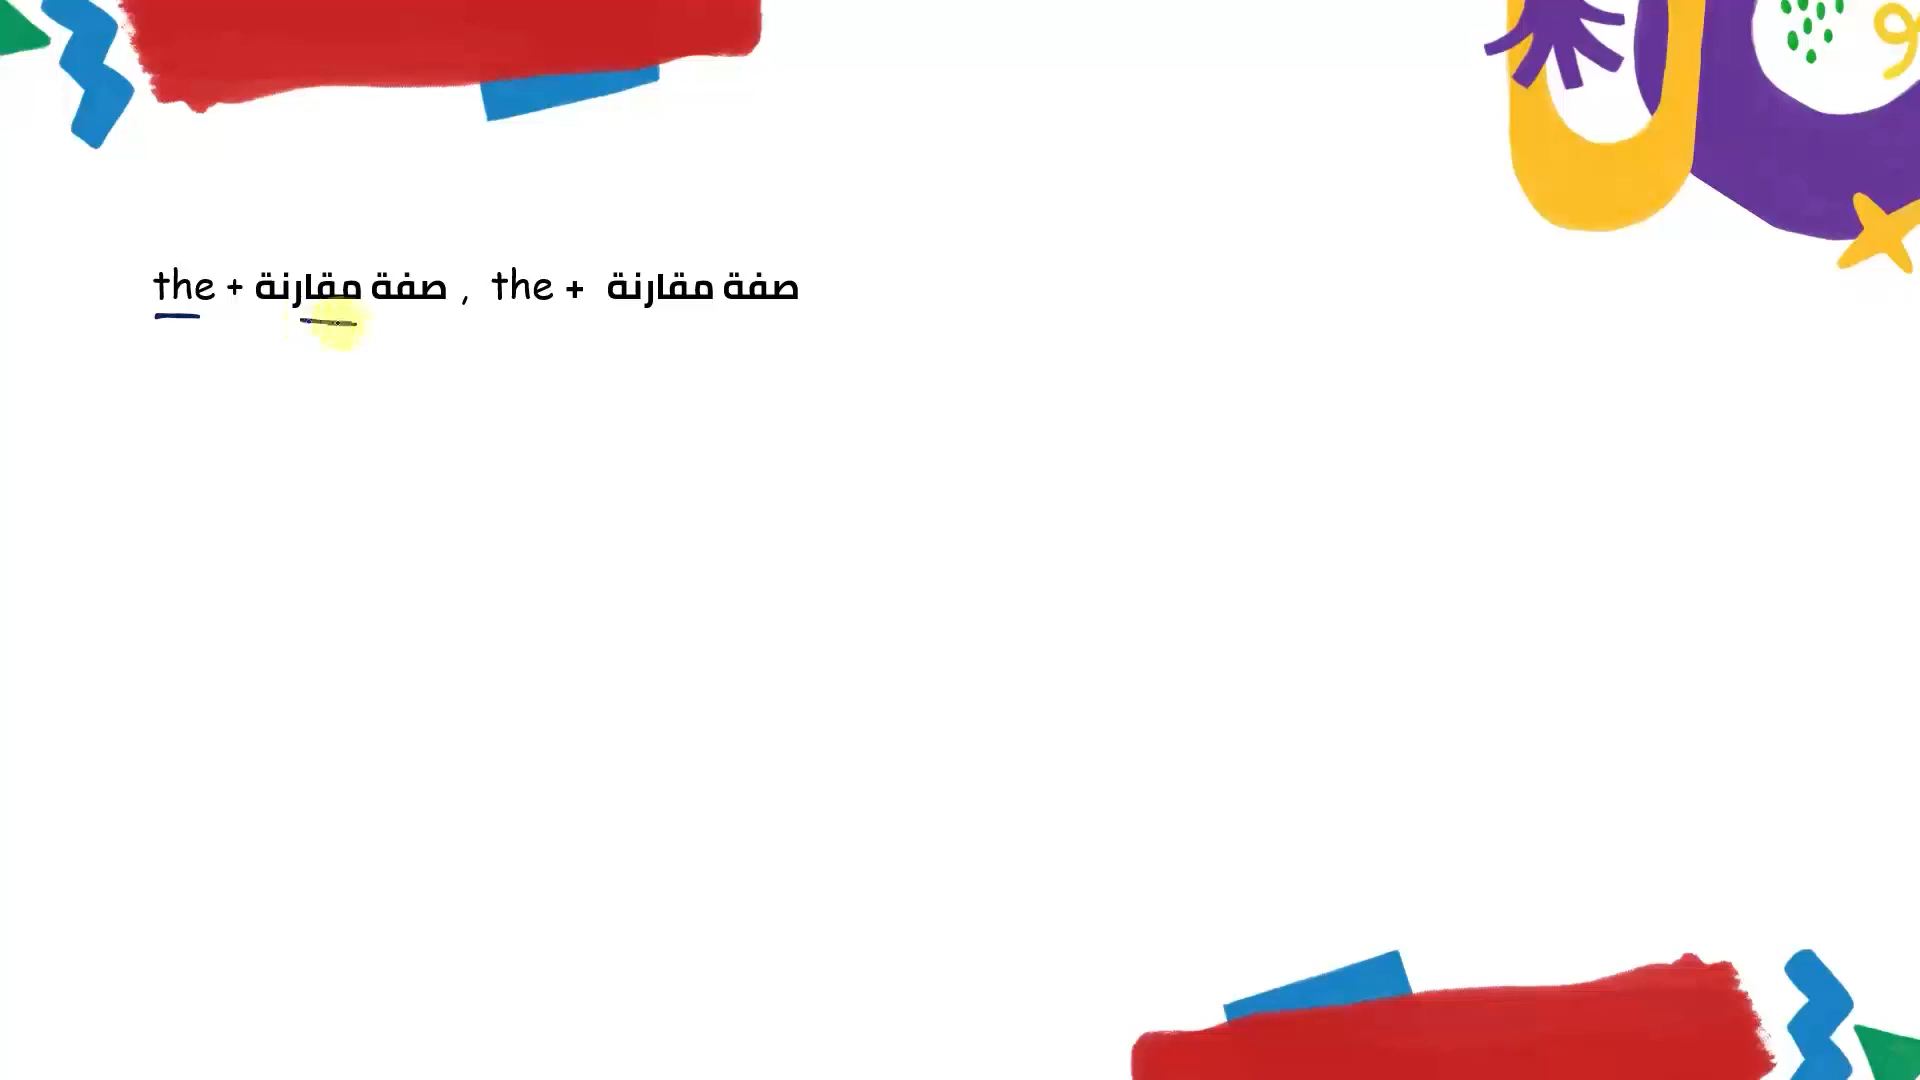 the + صفة مقارنة , the + صفة مقارنة